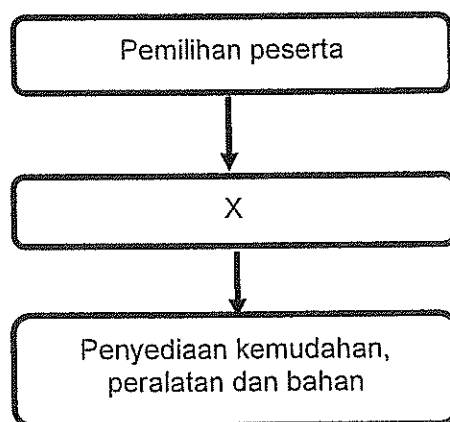 Pemilihan peserta
X
Penyediaan kemudahan,
peralatan dan bahan